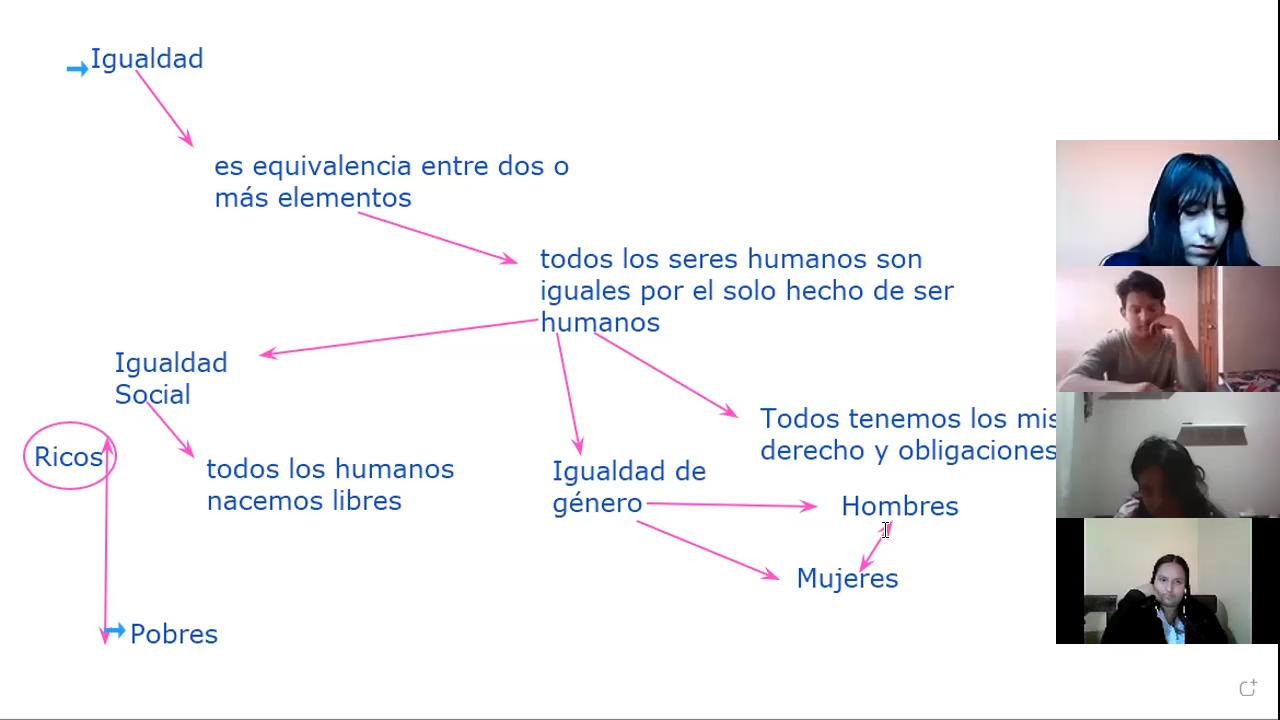 Igualdad
es equivalencia entre dos o
más elementos
todos los seres humanos son
iguales por el solo hecho de ser
humanos
Igualdad
Social
Ricos
todos los humanos
nacemos libres
Igualdad de
género
Todos tenemos los mis
derecho y obligaciones
Hombres
Mujeres
Pobres